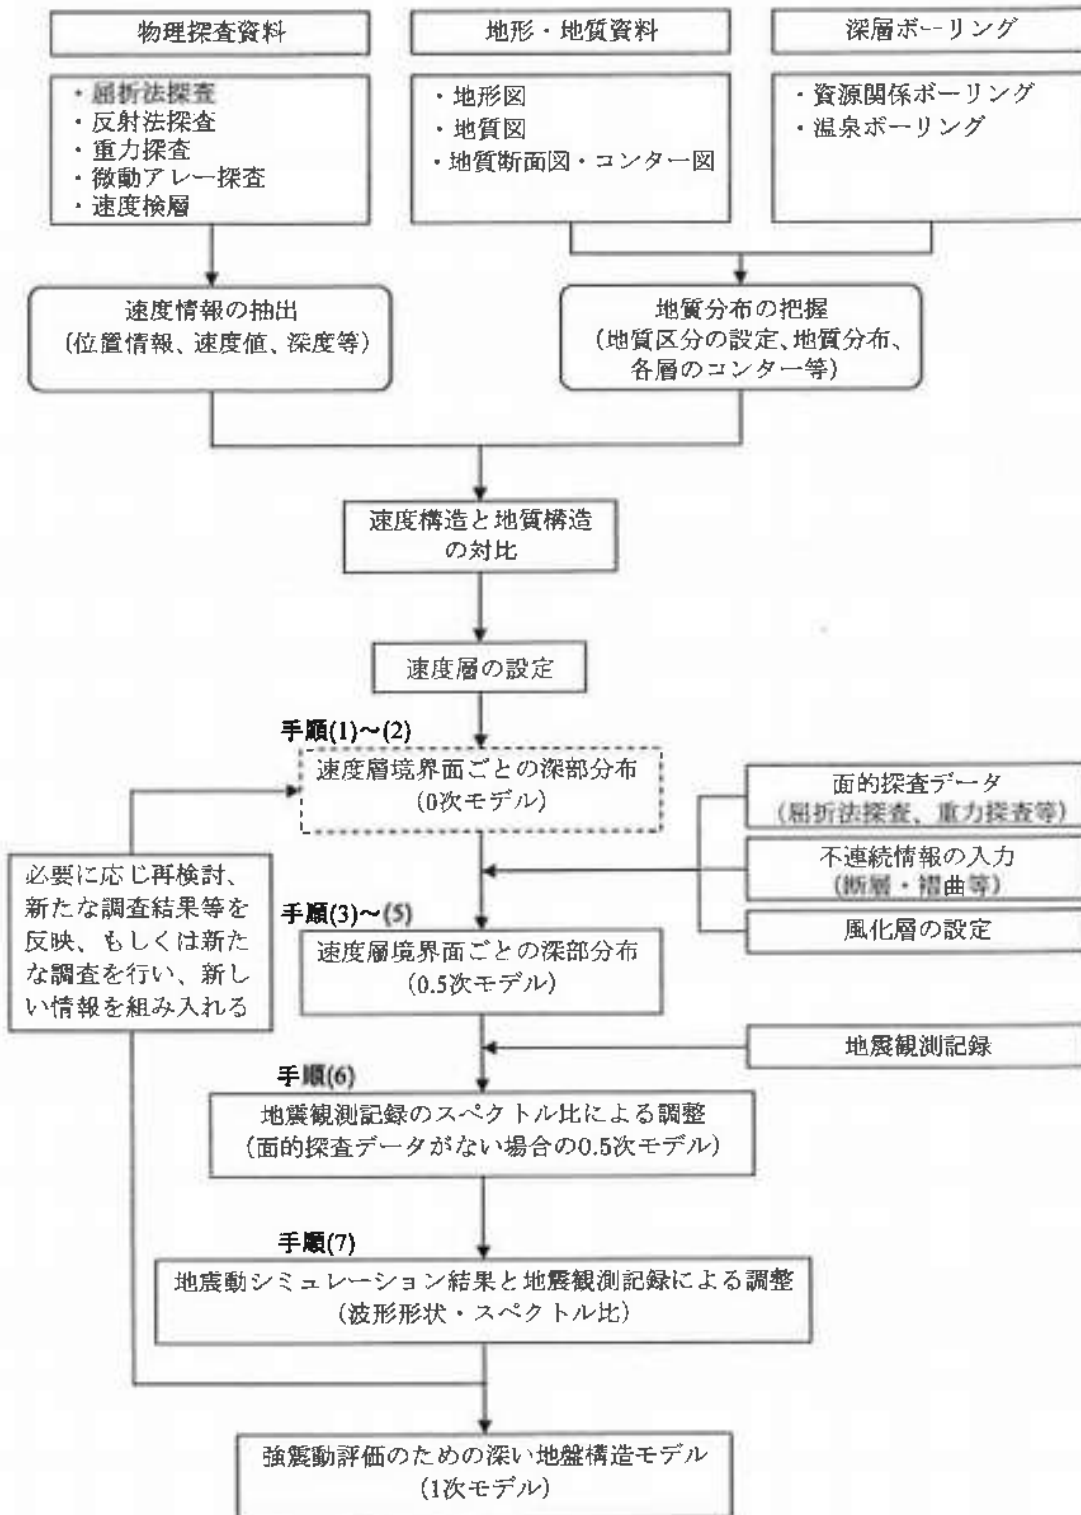 物理探査資料
・屈折法探査
・反射法探査
・重力探査
・微動アレー探査
・速度検層
地形・地質資料
・地形図
・地質図
・地質断面図・コンター図
深層ボーリング
・資源関係ボーリング
・温泉ボーリング
速度情報の抽出
(位置情報、速度値、深度等)
地質分布の把握
(地質区分の設定、地質分布、
各層のコンター等)
速度構造と地質構造
の対比
速度層の設定
手順(1)～(2)
速度層境界面ごとの深部分布
(0次モデル)
面的探査データ
(屈折法探査、重力探査等)
不連続情報の入力
(断層・褶曲等)
風化層の設定
必要に応じ再検討、
新たな調査結果等を
反映、もしくは新た
な調査を行い、新し
い情報を組み入れる
手順(3)～(5)
速度層境界面ごとの深部分布
(0.5次モデル)
地震観測記録
手順(6)
地震観測記録のスペクトル比による調整
(面的探査データがない場合の0.5次モデル)
手順(7)
地震動シミュレーション結果と地震観測記録による調整
(波形形状・スペクトル比)
強震動評価のための深い地盤構造モデル
(1次モデル)